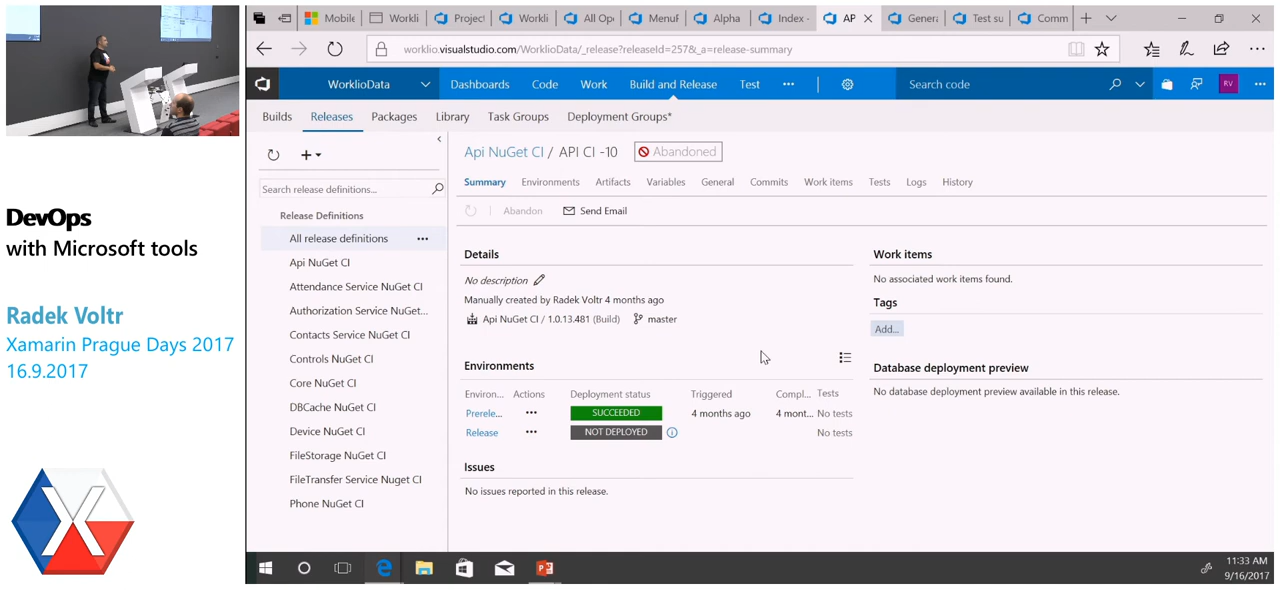 DevOps
with Microsoft tools
Radek Voltr
Xamarin Prague Days 2017
16.9.2017
X
Mobile
Workli
Project
Workli
All Ope
MenuF
Alpha
Index -
AP
Genera
Test su
Comm
worklio.visualstudio.com/WorklioData/_release?releaseId=257&_a=release-summary
WorklioData
Dashboards
Code
Work
Build and Release
Test
Search code
RV
Builds
Releases
Packages
Library
Task Groups
Deployment Groups*
Search release definitions...
Release Definitions
All release definitions
Api NuGet CI
Attendance Service NuGet CI
Authorization Service NuGet...
Contacts Service NuGet CI
Controls NuGet CI
Core NuGet CI
DBCache NuGet CI
Device NuGet CI
FileStorage NuGet CI
FileTransfer Service Nuget CI
Phone NuGet CI
Api NuGet CI / API CI -10
Abandoned
Summary
Environments
Artifacts
Variables
General
Commits
Work items
Tests
Logs
History
Abandon
Send Email
Details
No description
Manually created by Radek Voltr 4 months ago
Api NuGet CI / 1.0.13.481 (Build)
master
Environments
Environ... Actions Deployment status Triggered Compl... Tests
Prerele... SUCCEEDED 4 months ago 4 mont... No tests
Release NOT DEPLOYED No tests
Issues
No issues reported in this release.
Work items
No associated work items found.
Tags
Add...
Database deployment preview
No database deployment preview available in this release.
11:33 AM
9/16/2017